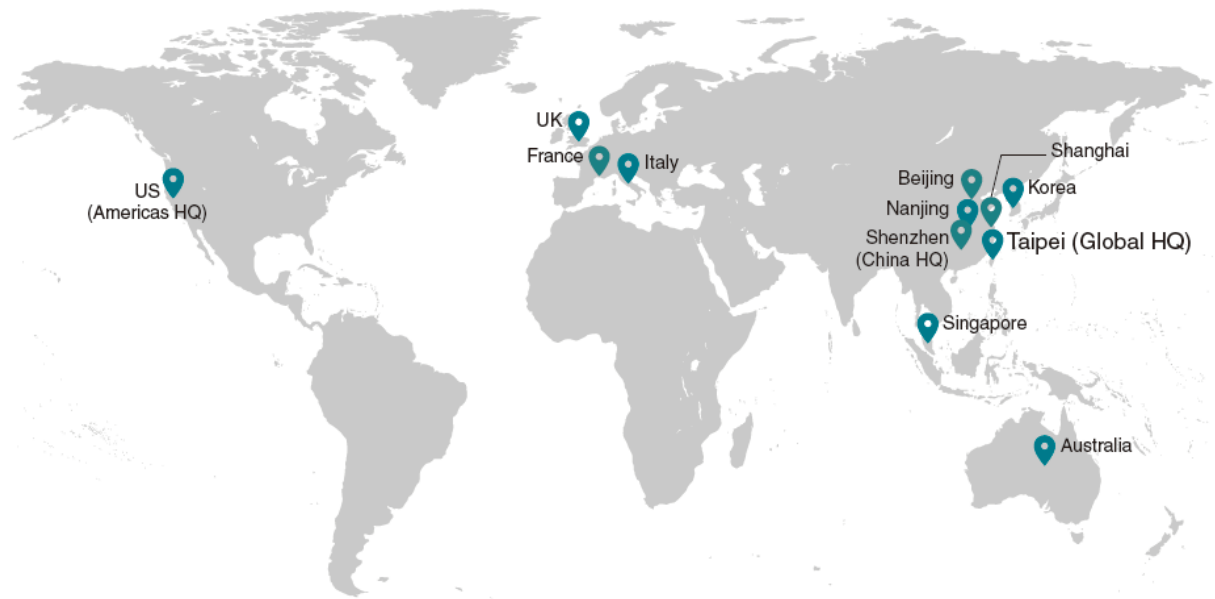 UK
France
Italy
US
(Americas HQ)
Shanghai
Beijing
Korea
Nanjing
Shenzhen
(China HQ)
Taipei (Global HQ)
Singapore
Australia